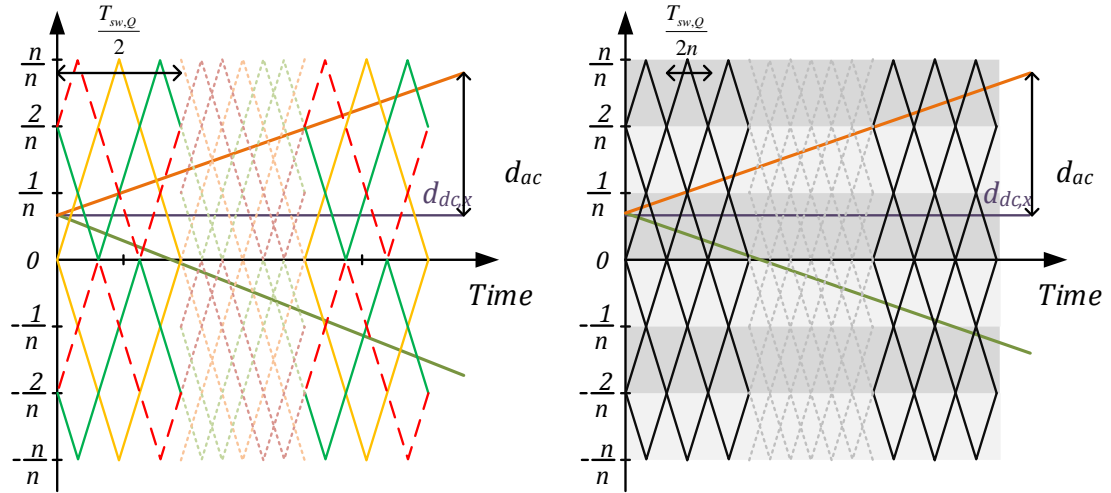 T_{sw,Q}/2
n/n
2/n
1/n
0
-1/n
-2/n
-n/n
d_{ac}
d_{dc,x}
Time
T_{sw,Q}/2n
n/n
2/n
1/n
0
-1/n
-2/n
-n/n
d_{ac}
d_{dc,x}
Time